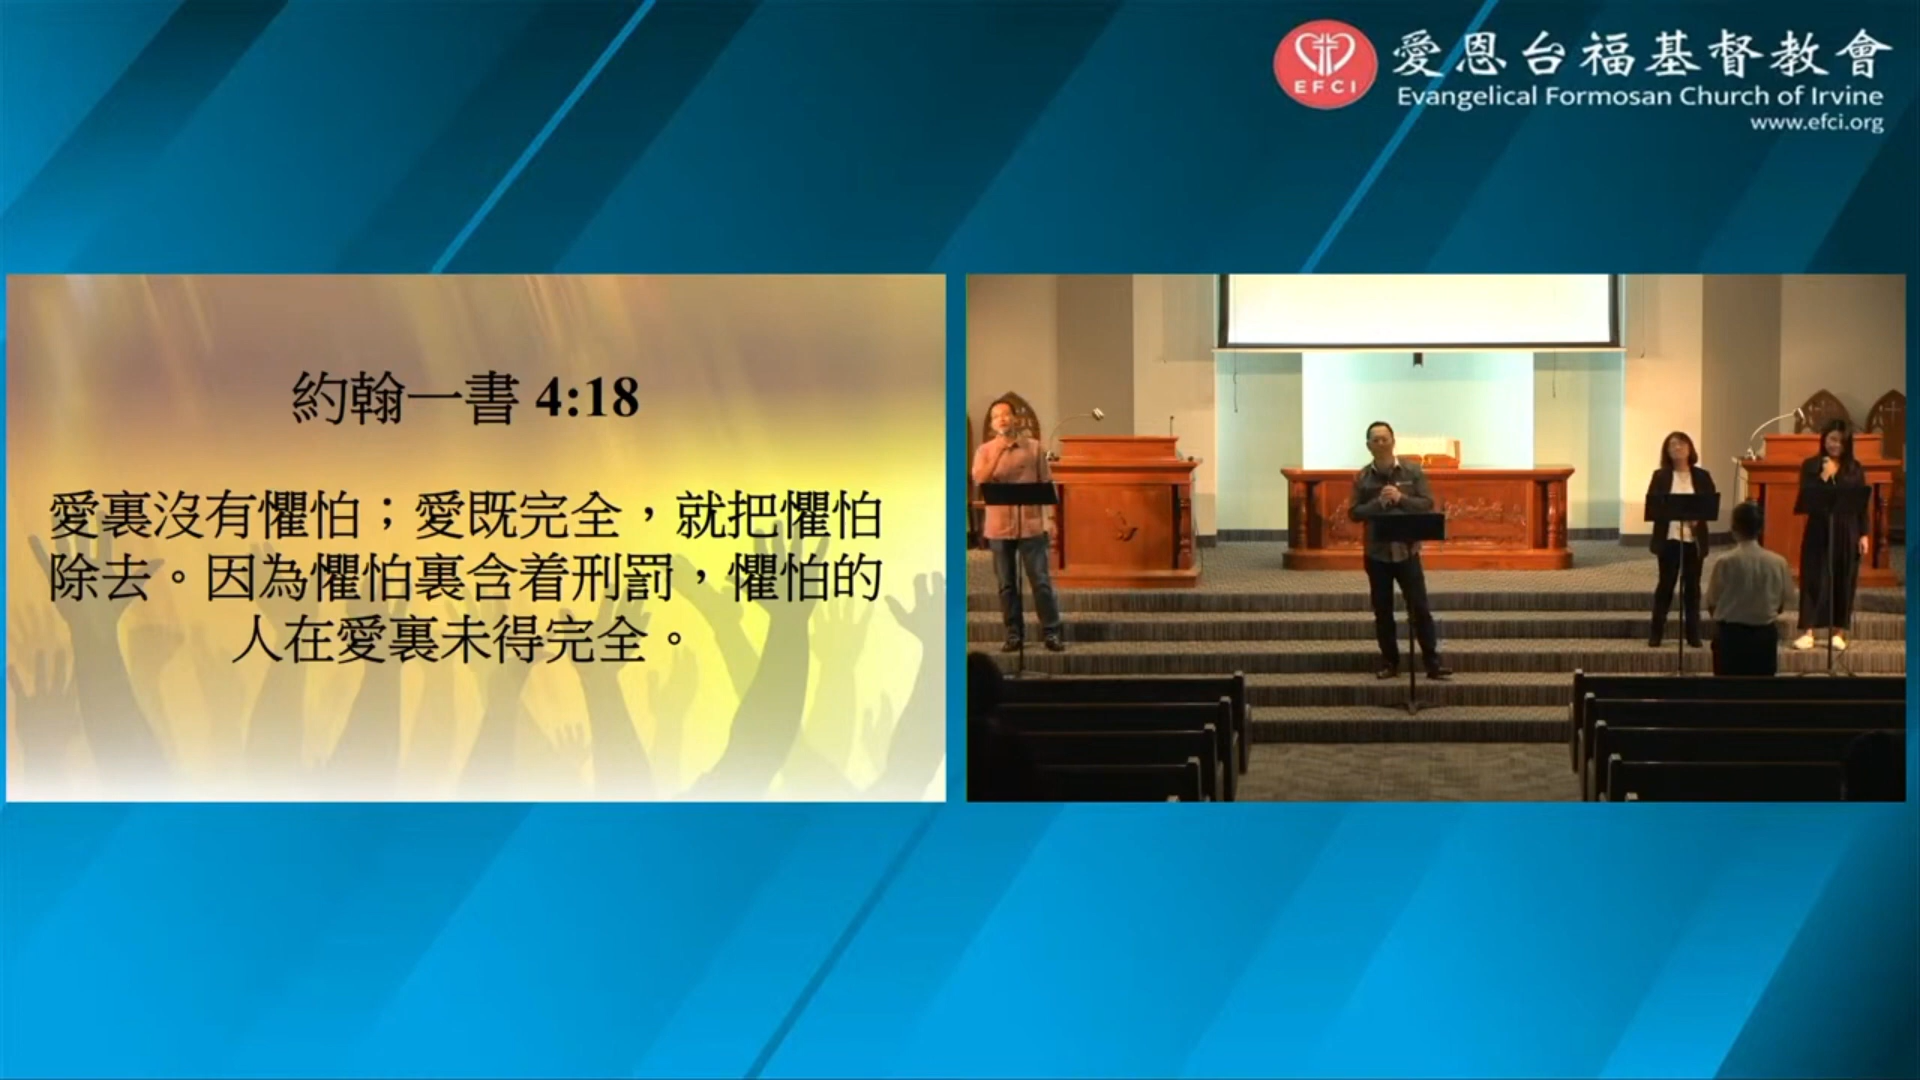 愛恩台福基督教會
EFCI
Evangelical Formosan Church of Irvine
www.efci.org
約翰一書 4:18
愛裏沒有懼怕；愛既完全，就把懼怕
除去。因為懼怕裏含着刑罰，懼怕的
人在愛裏未得完全。